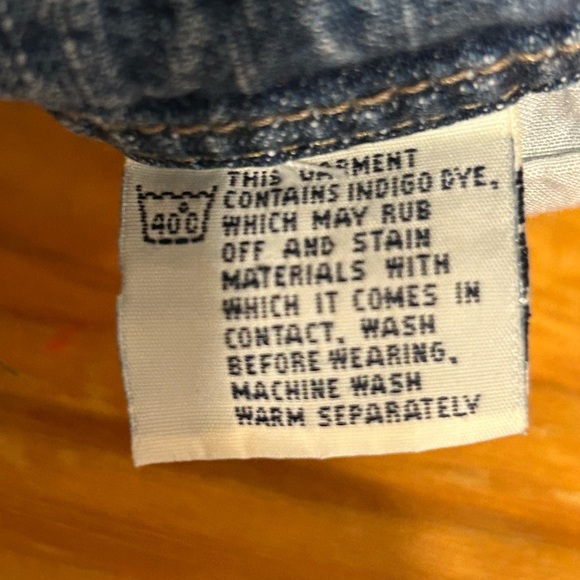 40°C
THIS GARMENT
CONTAINS INDIGO DYE,
WHICH MAY RUB
OFF AND STAIN
MATERIALS WITH
WHICH IT COMES IN
CONTACT. WASH
BEFORE WEARING.
MACHINE WASH
WARM SEPARATELY